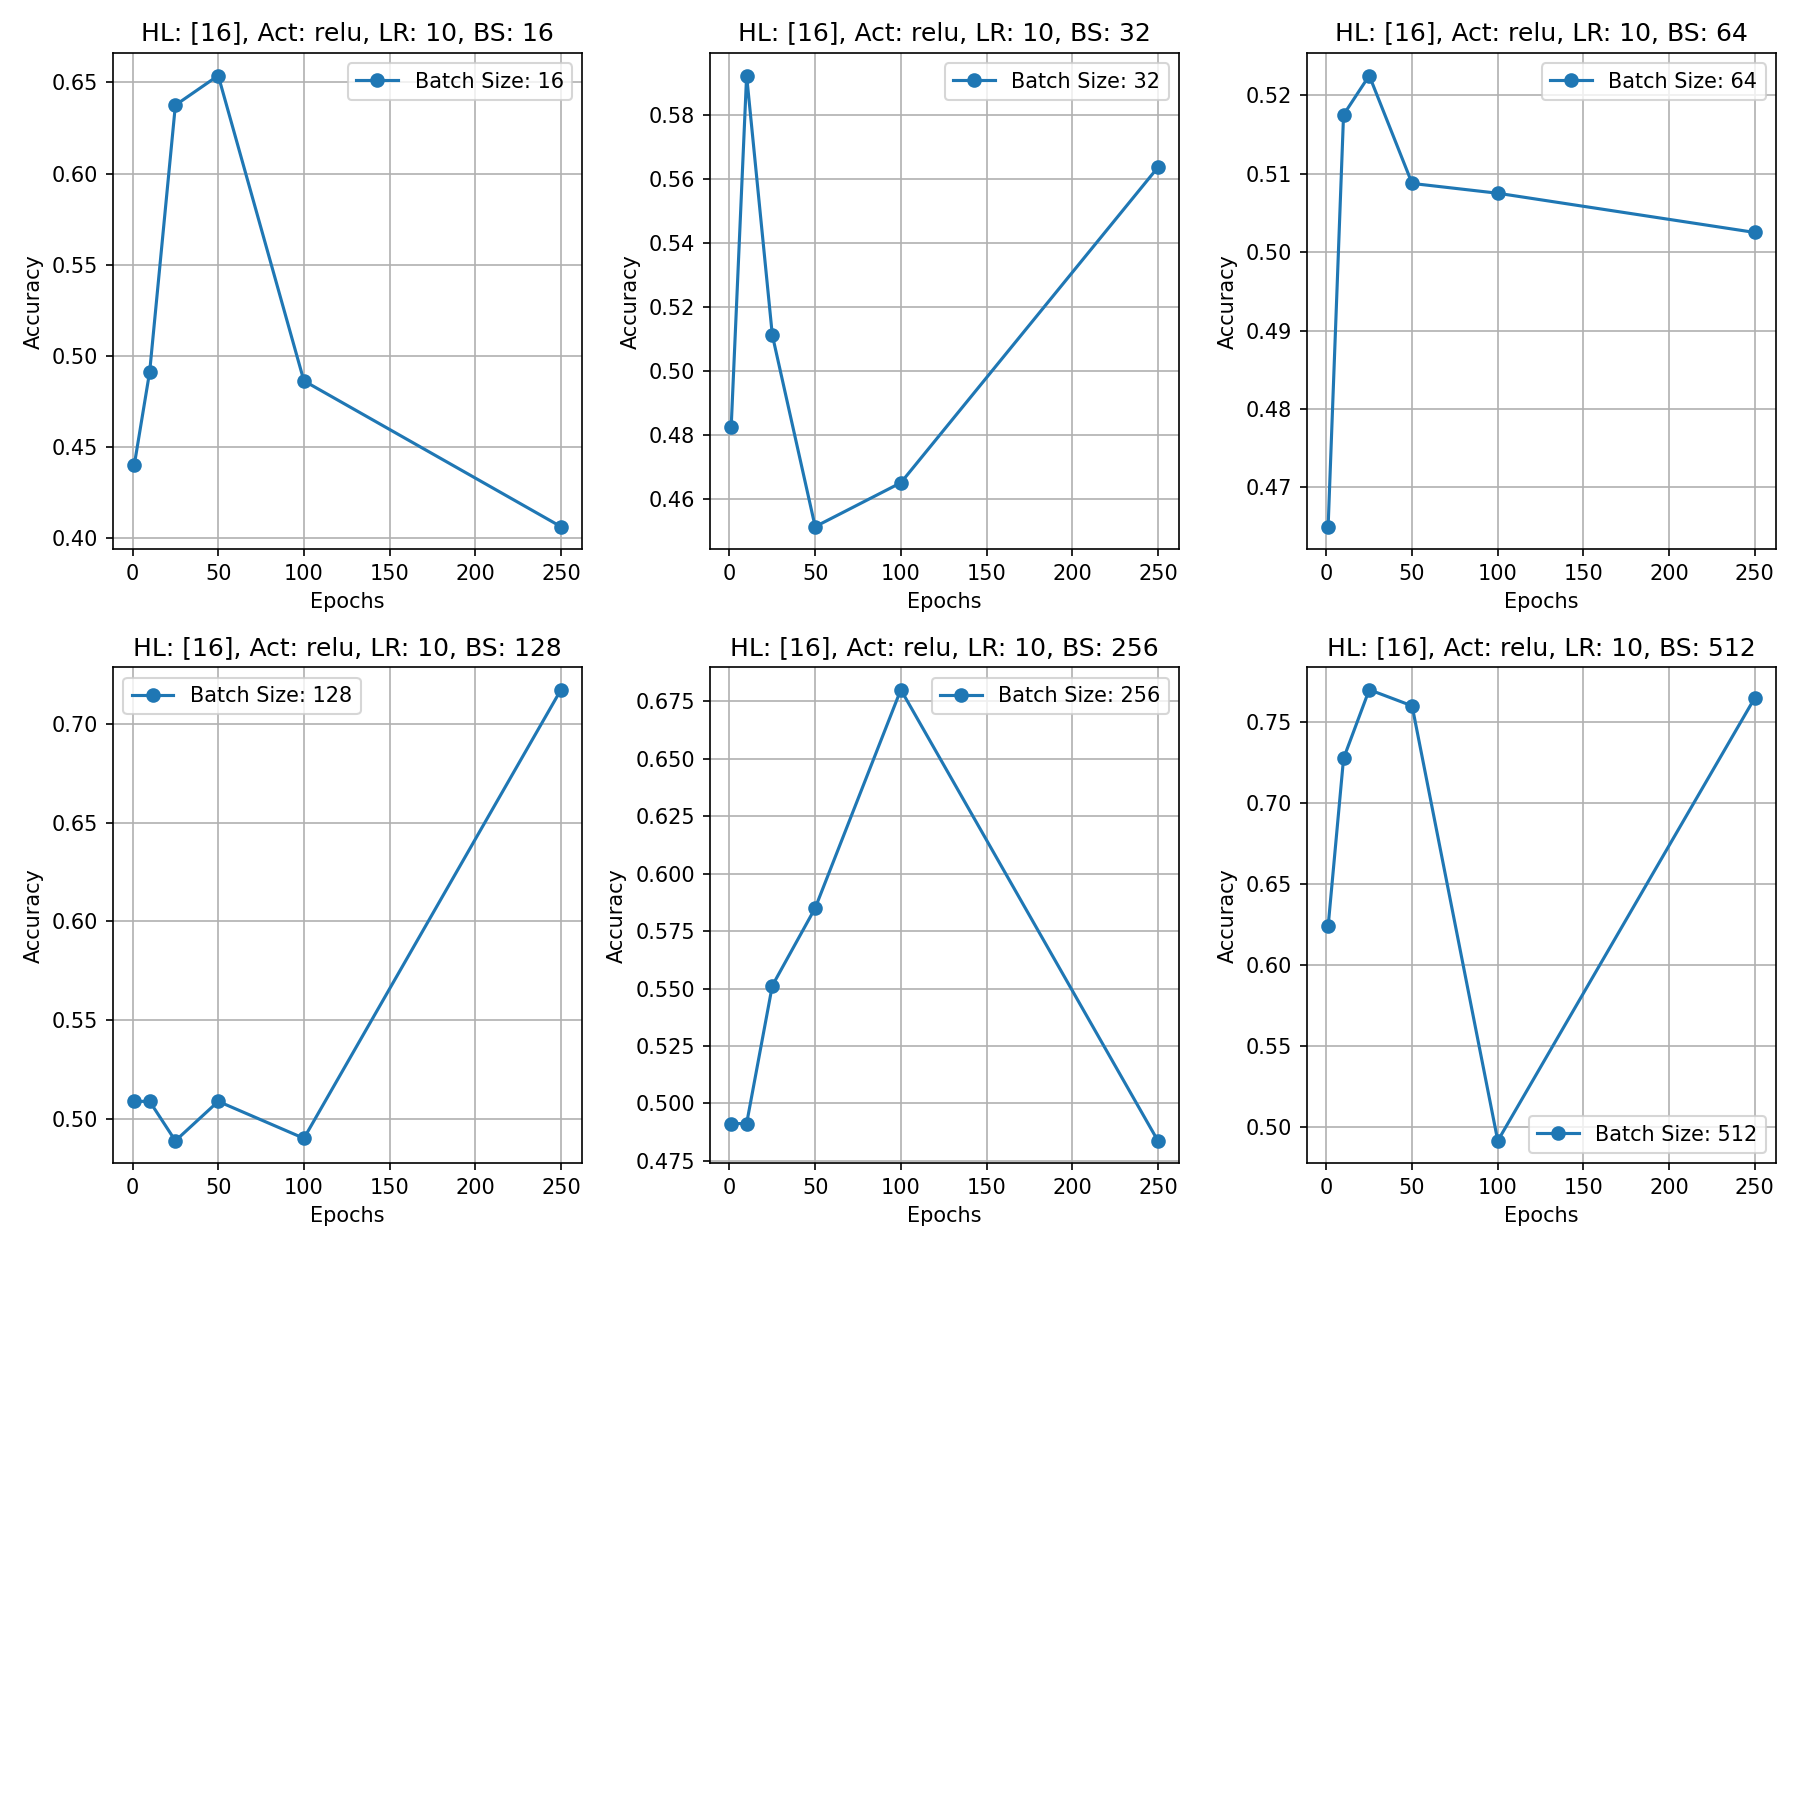 HL: [16], Act: relu, LR: 10, BS: 16
Batch Size: 16
Accuracy
0.65
0.60
0.55
0.50
0.45
0.40
0 50 100 150 200 250
Epochs
HL: [16], Act: relu, LR: 10, BS: 32
Batch Size: 32
Accuracy
0.58
0.56
0.54
0.52
0.50
0.48
0.46
0 50 100 150 200 250
Epochs
HL: [16], Act: relu, LR: 10, BS: 64
Batch Size: 64
Accuracy
0.52
0.51
0.50
0.49
0.48
0.47
0 50 100 150 200 250
Epochs
HL: [16], Act: relu, LR: 10, BS: 128
Batch Size: 128
Accuracy
0.70
0.65
0.60
0.55
0.50
0 50 100 150 200 250
Epochs
HL: [16], Act: relu, LR: 10, BS: 256
Batch Size: 256
Accuracy
0.675
0.650
0.625
0.600
0.575
0.550
0.525
0.500
0.475
0 50 100 150 200 250
Epochs
HL: [16], Act: relu, LR: 10, BS: 512
Accuracy
0.75
0.70
0.65
0.60
0.55
0.50
Batch Size: 512
0 50 100 150 200 250
Epochs